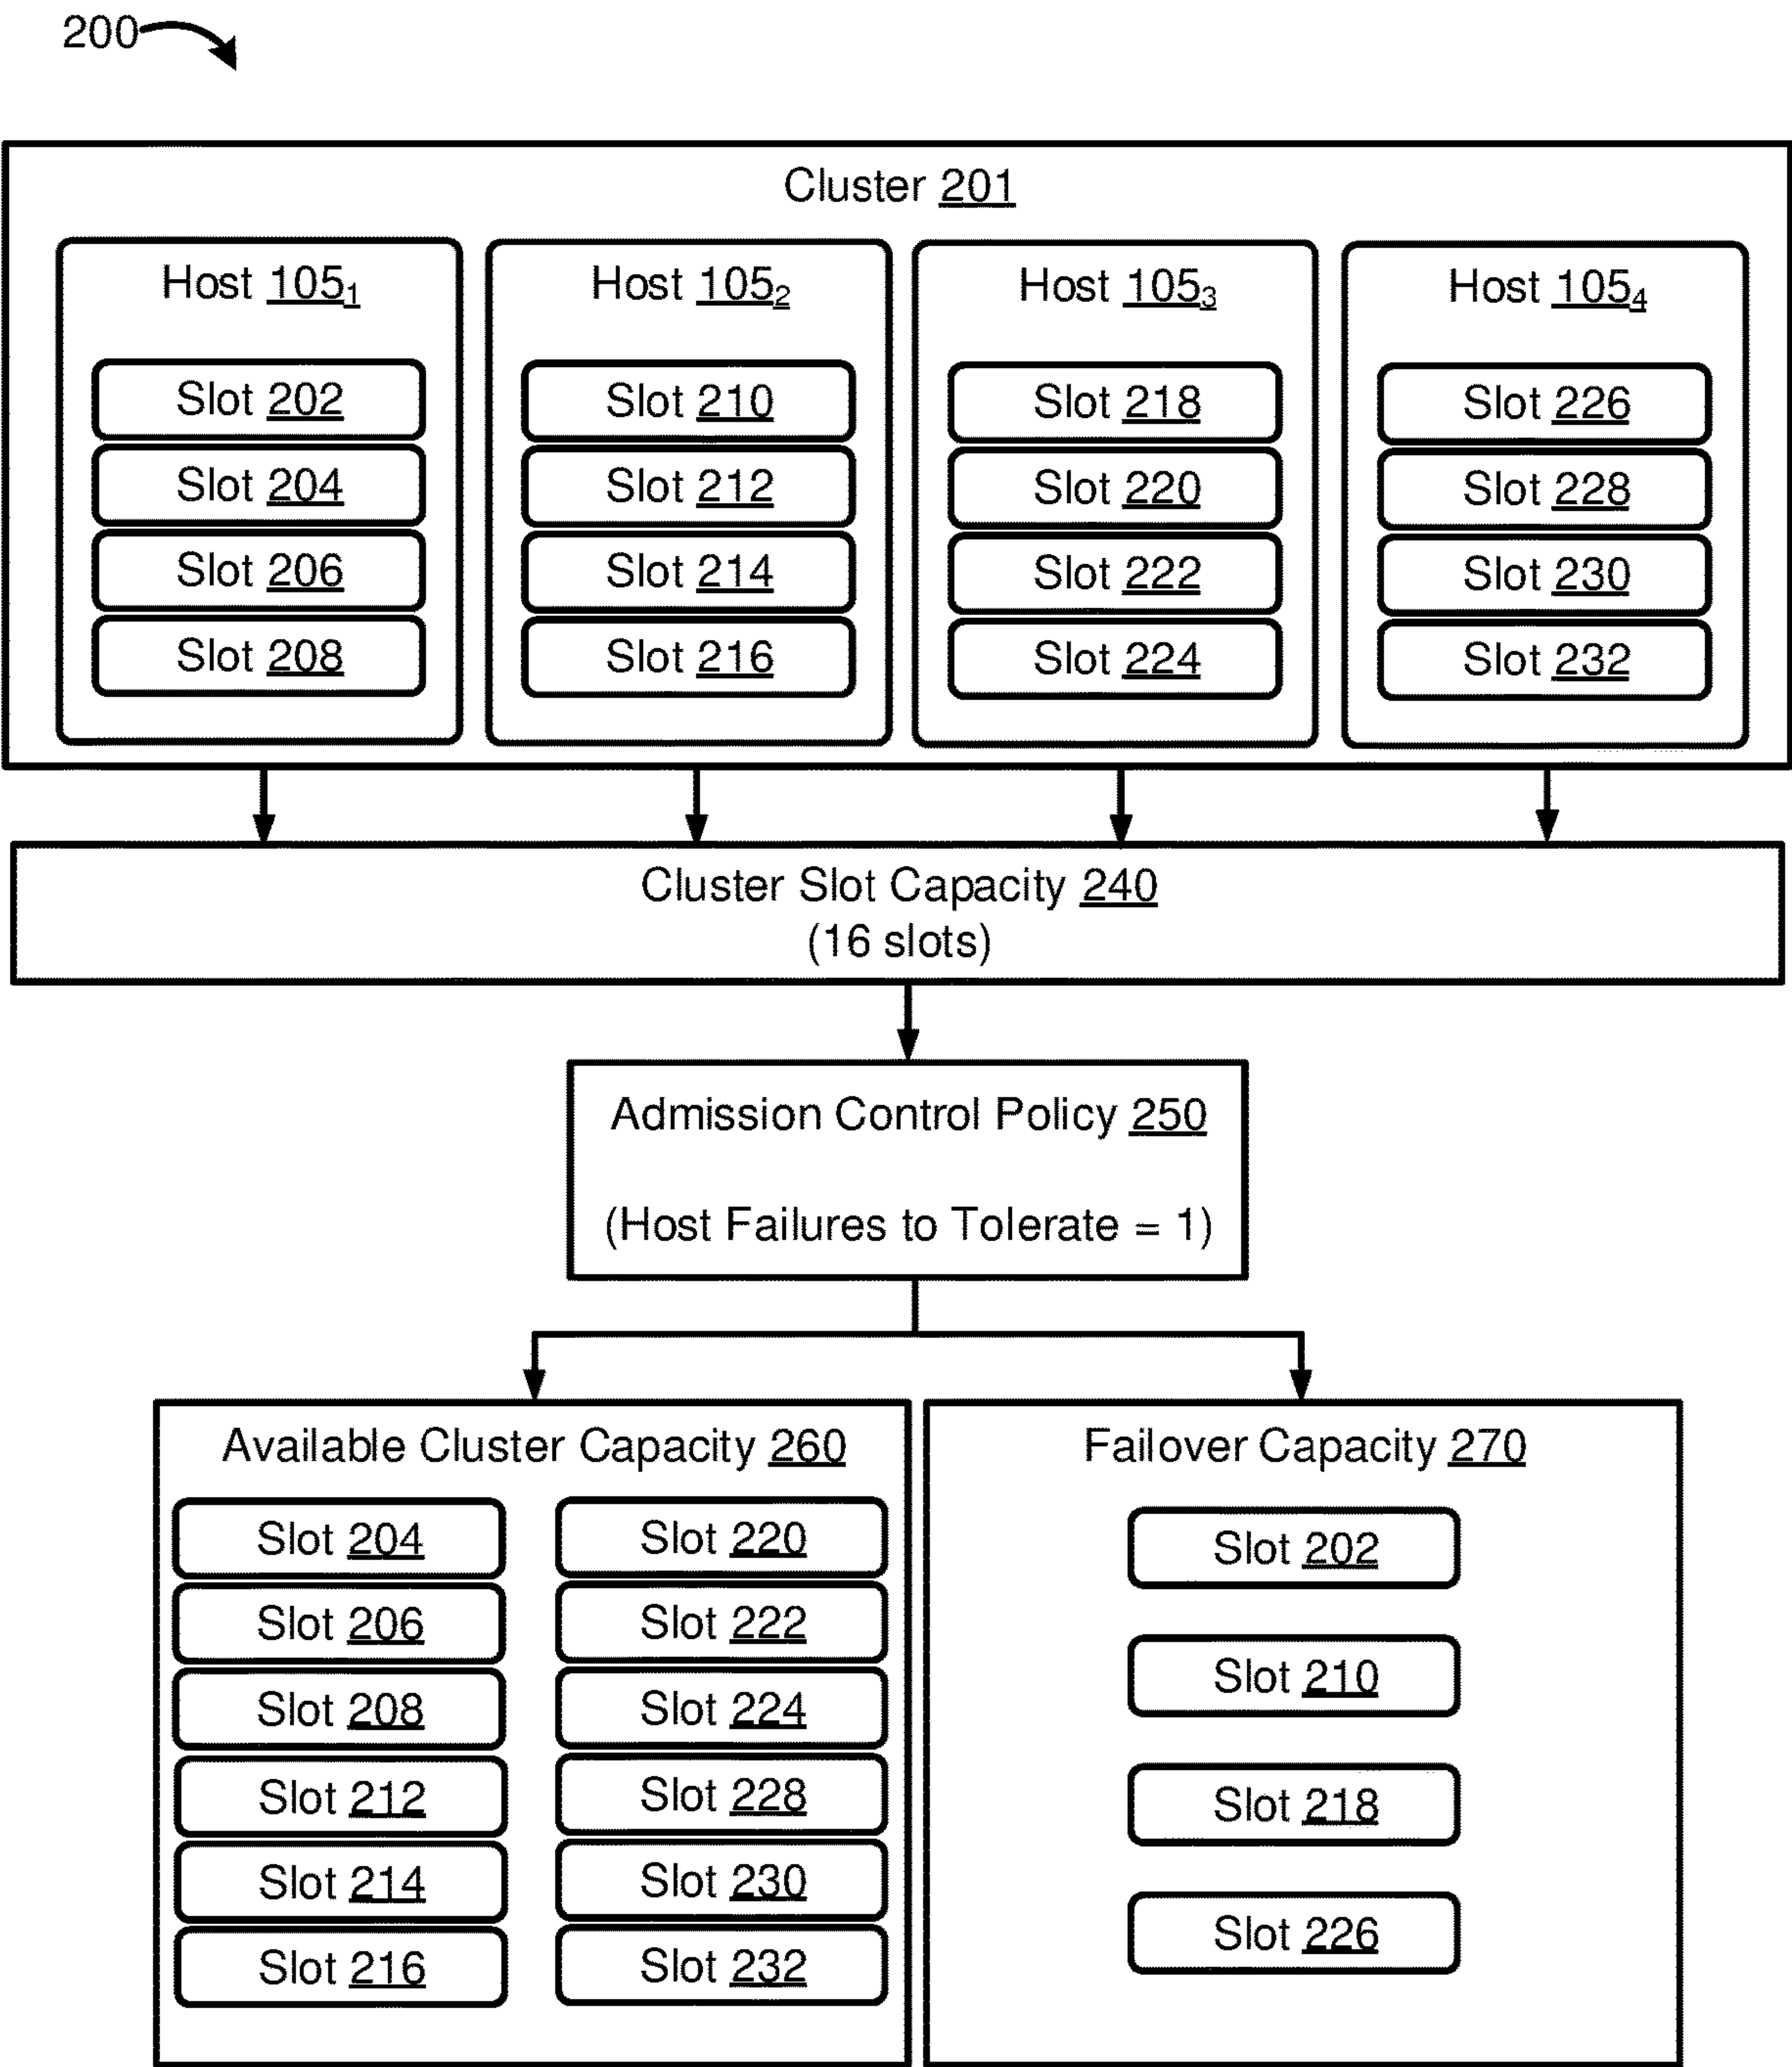 200
Cluster 201
Host 105₁
Slot 202
Slot 204
Slot 206
Slot 208
Host 105₂
Slot 210
Slot 212
Slot 214
Slot 216
Host 105₃
Slot 218
Slot 220
Slot 222
Slot 224
Host 105₄
Slot 226
Slot 228
Slot 230
Slot 232
Cluster Slot Capacity 240
(16 slots)
Admission Control Policy 250
(Host Failures to Tolerate = 1)
Available Cluster Capacity 260
Slot 204
Slot 206
Slot 208
Slot 212
Slot 214
Slot 216
Slot 220
Slot 222
Slot 224
Slot 228
Slot 230
Slot 232
Failover Capacity 270
Slot 202
Slot 210
Slot 218
Slot 226